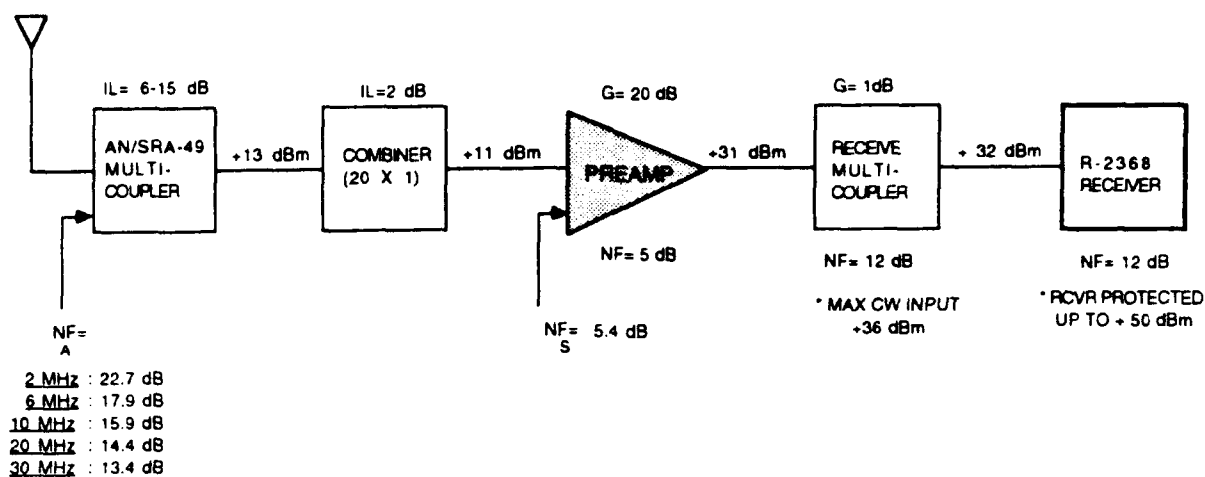 IL= 6-15 dB
AN/SRA-49
MULTI-
COUPLER
+13 dBm
IL=2 dB
COMBINER
(20 X 1)
+11 dBm
G= 20 dB
PREAMP
NF= 5 dB
+31 dBm
G= 1dB
RECEIVE
MULTI-
COUPLER
NF= 12 dB
* MAX CW INPUT
+36 dBm
+ 32 dBm
R-2368
RECEIVER
NF= 12 dB
* RCVR PROTECTED
UP TO + 50 dBm
NF=
A
NF= 5.4 dB
S
2 MHz : 22.7 dB
6 MHz : 17.9 dB
10 MHz : 15.9 dB
20 MHz : 14.4 dB
30 MHz : 13.4 dB